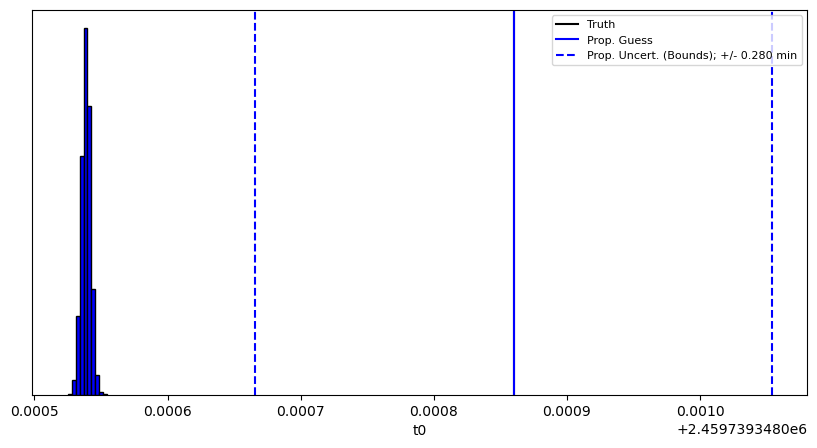 Truth
Prop. Guess
Prop. Uncert. (Bounds); +/- 0.280 min
0.0005 0.0006 0.0007 0.0008 0.0009 0.0010
t0
+2.4597393480e6